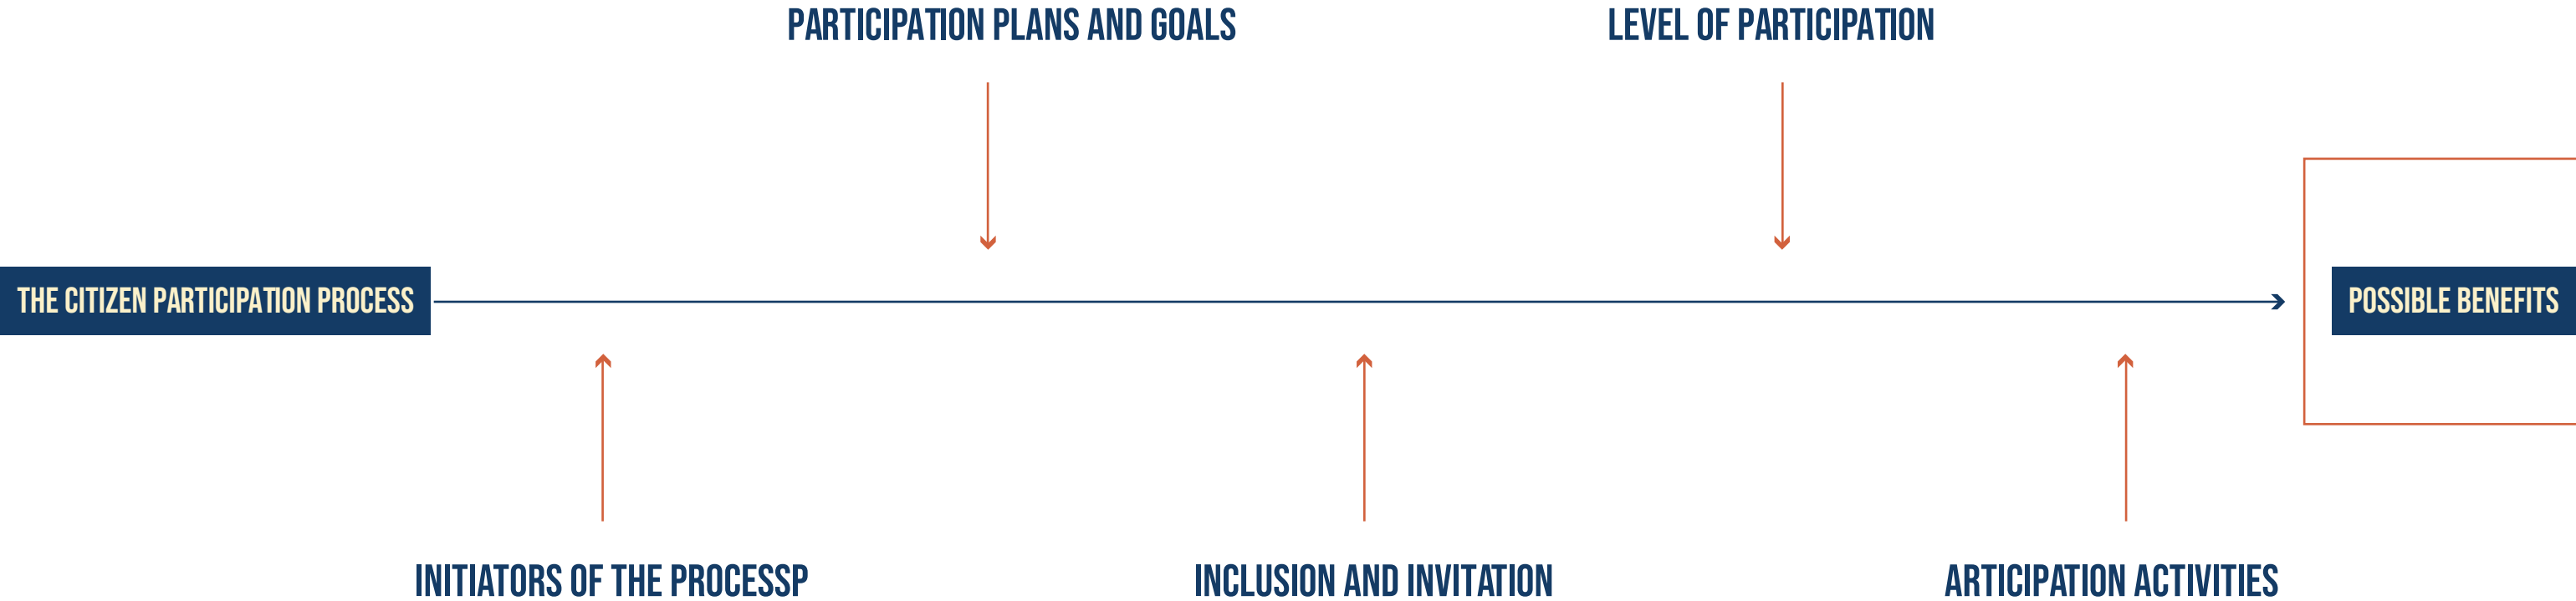 PARTICIPATION PLANS AND GOALS
LEVEL OF PARTICIPATION
THE CITIZEN PARTICIPATION PROCESS
POSSIBLE BENEFITS
INITIATORS OF THE PROCESSP
INCLUSION AND INVITATION
ARTICIPATION ACTIVITIES